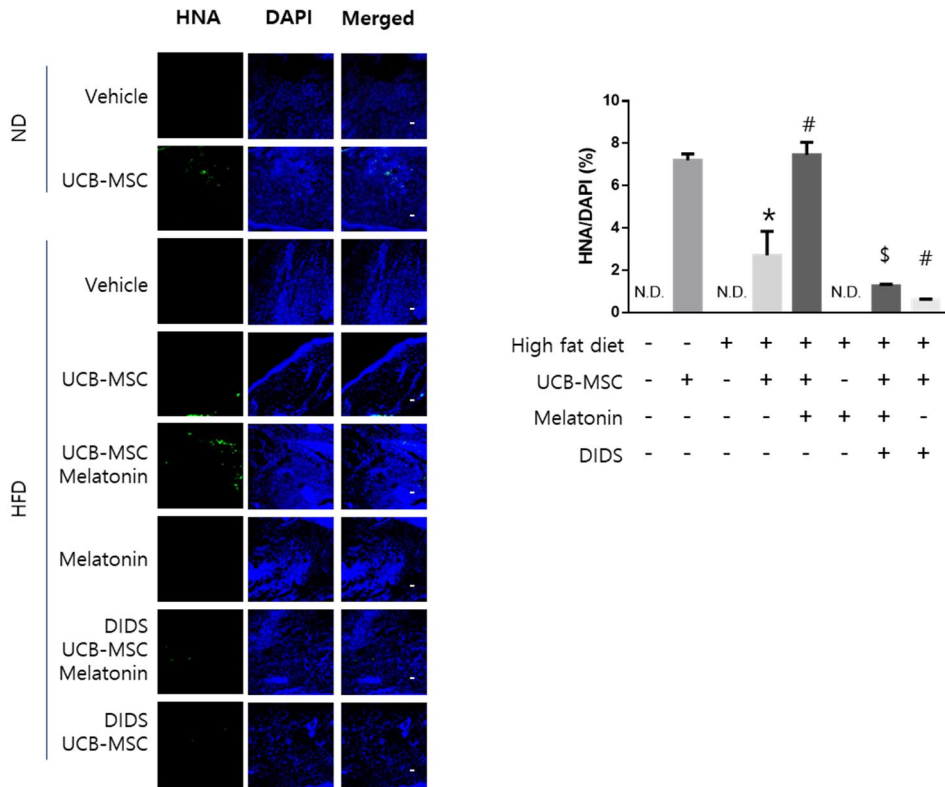 HNA DAPI Merged
ND
Vehicle
UCB-MSC
HFD
Vehicle
UCB-MSC
UCB-MSC
Melatonin
Melatonin
DIDS
UCB-MSC
Melatonin
DIDS
UCB-MSC
HNA/DAPI (%)
10
8
6
4
2
0
N.D. N.D. * # N.D. $ #
High fat diet - - + + + + + +
UCB-MSC - + - + + - + +
Melatonin - - - - + + + -
DIDS - - - - - - + +